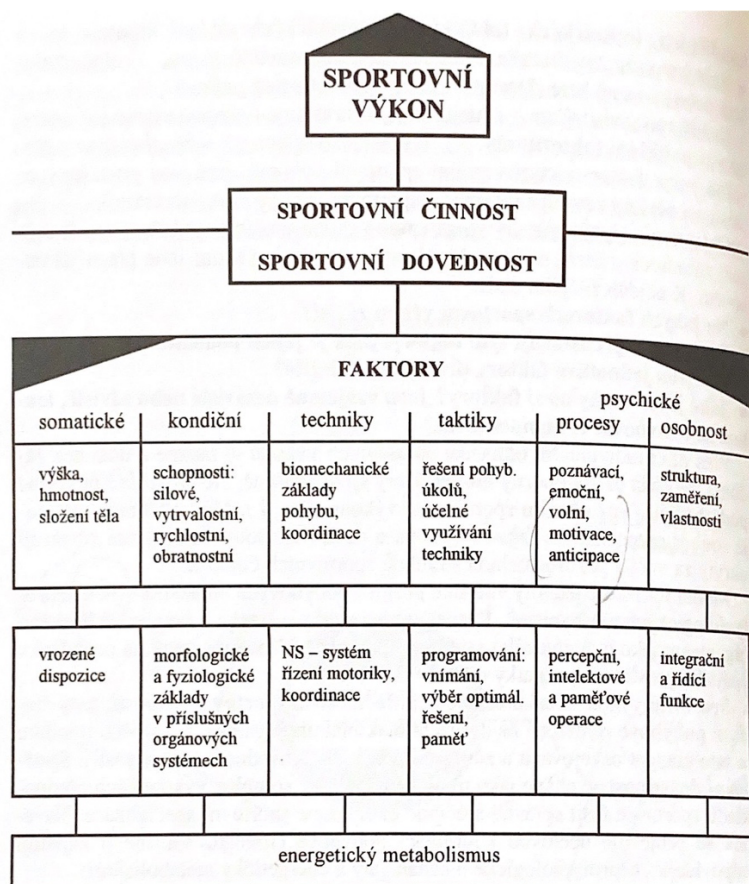 SPORTOVNÍ
VÝKON
SPORTOVNÍ ČINNOST
SPORTOVNÍ DOVEDNOST
FAKTORY
psychické
somatické
kondiční
techniky
taktiky
procesy
osobnost
výška,
hmotnost,
složení těla
schopnosti:
silové,
vytrvalostní,
rychlostní,
obratnostní
biomechanické
základy
pohybu,
koordinace
řešení pohyb.
úkolů,
účelné
využívání
techniky
poznávací,
emoční,
volní,
motivace,
anticipace
struktura,
zaměření,
vlastnosti
vrozené
dispozice
morfologické
a fyziologické
základy
v příslušných
orgánových
systémech
NS – systém
řízení motoriky,
koordinace
programování:
vnímání,
výběr optimál.
řešení,
paměť
percepční,
intelektové
a paměťové
operace
integrační
a řídící
funkce
energetický metabolismus